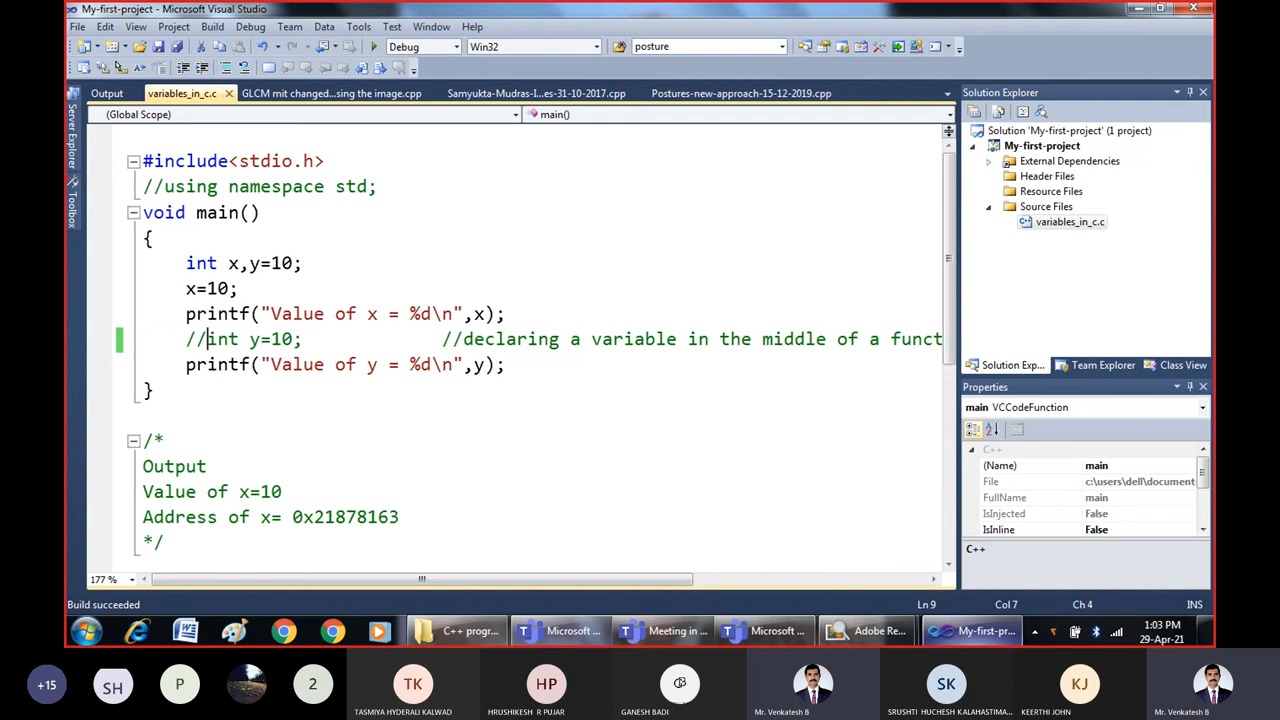 My-first-project - Microsoft Visual Studio
File Edit View Project Build Debug Team Data Tools Test Window Help
Debug Win32 posture
Output variables_in_c.c GLCM mit changed...sing the image.cpp Samyukta-Mudras-I...es-31-10-2017.cpp Postures-new-approach-15-12-2019.cpp
(Global Scope) main()
Server Explorer
Toolbox
#include<stdio.h>
//using namespace std;
void main()
{
int x,y=10;
x=10;
printf("Value of x = %d\n",x);
//int y=10; //declaring a variable in the middle of a funct
printf("Value of y = %d\n",y);
}
/*
Output
Value of x=10
Address of x= 0x21878163
*/
177 %
Solution Explorer
Solution 'My-first-project' (1 project)
My-first-project
External Dependencies
Header Files
Resource Files
Source Files
variables_in_c.c
Solution Exp... Team Explorer Class View
Properties
main VCCodeFunction
C++
(Name) main
File c:\users\dell\document
FullName main
IsInjected False
IsInline False
C++
Build succeeded Ln 9 Col 7 Ch 4 INS
C++ progr... Microsoft ... Meeting in ... Microsoft ... Adobe Re... My-first-pr... 1:03 PM
29-Apr-21
+15 SH P 2 TK HP SK KJ
TASMIYA HYDERALI KALWAD HRUSHIKESH R PUJAR GANESH BADI Mr. Venkatesh B SRUSHTI HUCHESH KALAHASTIMA... KEERTHI JOHN Mr. Venkatesh B